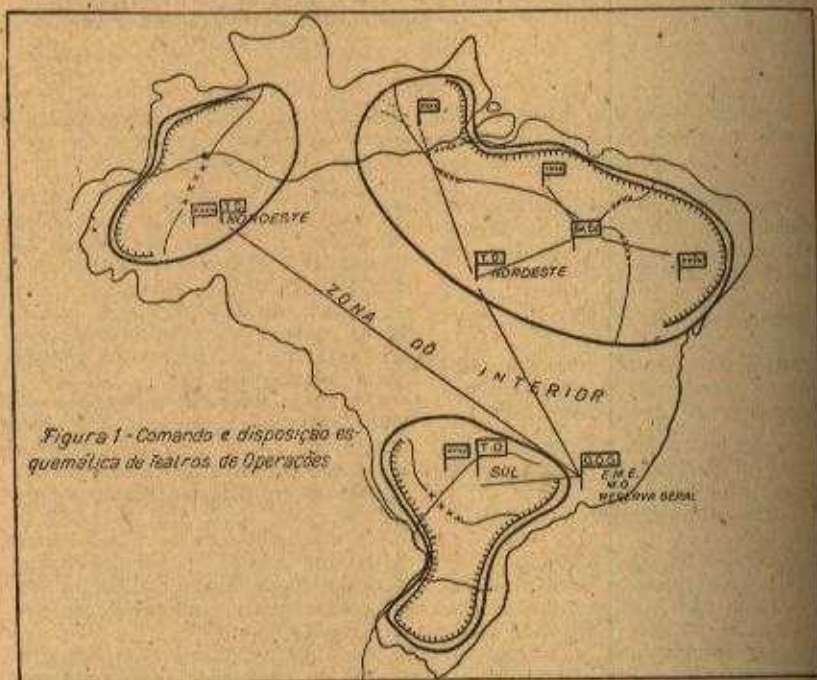 T.O.
NORDESTE
T.O.
NORDESTE
ZONA DO INTERIOR
Figura 1 - Comando e disposição es-
quemática de Teatros de Operações
T.O.
SUL
G.Q.G.
E.M.E.
RESERVA GERAL